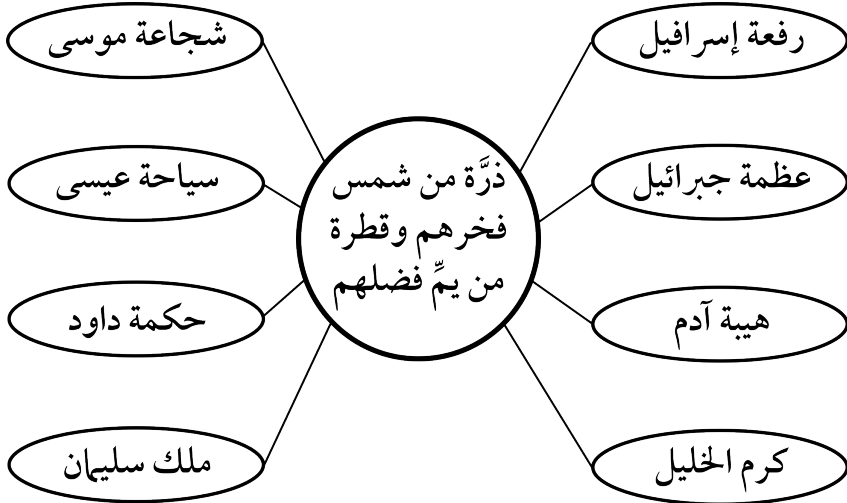 رفعة إسرافيل
عظمة جبرائيل
هيبة آدم
كرم الخليل
ذرَّة من شمس
فخرهم وقطرة
من يمِّ فضلهم
شجاعة موسى
سياحة عيسى
حكمة داود
ملك سليمان